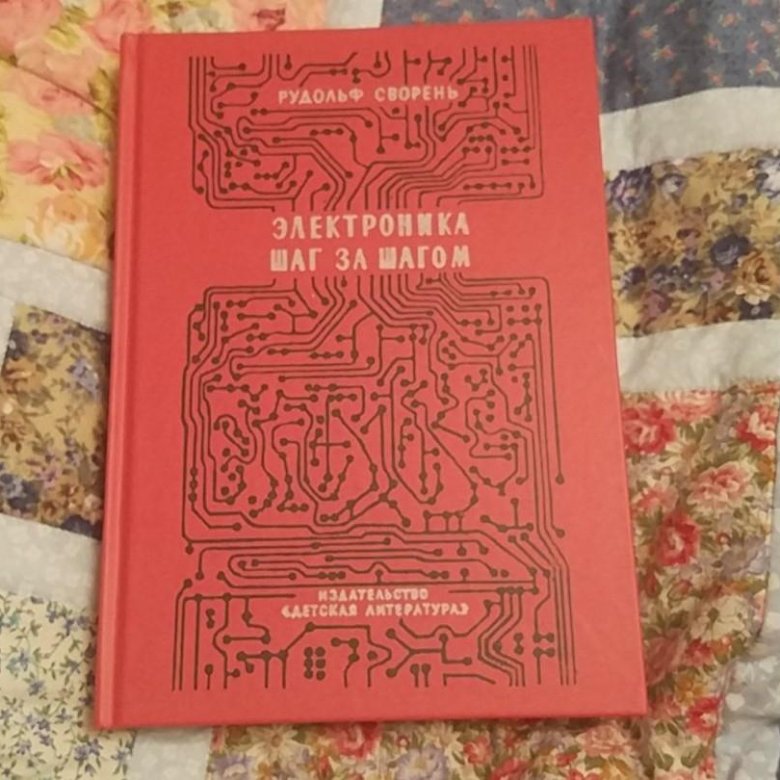 РУДОЛЬФ СВОРЕНЬ
ЭЛЕКТРОНИКА
ШАГ ЗА ШАГОМ
ИЗДАТЕЛЬСТВО
«ДЕТСКАЯ ЛИТЕРАТУРА»